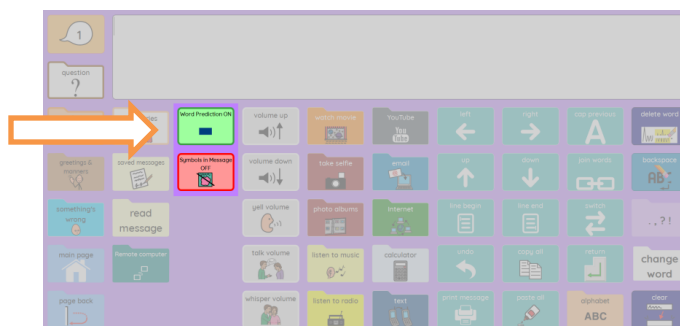 1
question
?
Word Prediction ON
volume up
watch movie
YouTube
You
Tube
left
right
cap previous
A
delete word
greetings &
manners
saved messages
Symbols in Message
OFF
volume down
take selfie
email
up
down
join words
backspace
AB
something's
wrong
read
message
yell volume
photo albums
internet
line begin
line end
switch
. , ? !
main page
Remote computer
talk volume
listen to music
calculator
undo
copy all
return
change
word
page back
whisper volume
listen to radio
text
print message
paste all
alphabet
ABC
clear